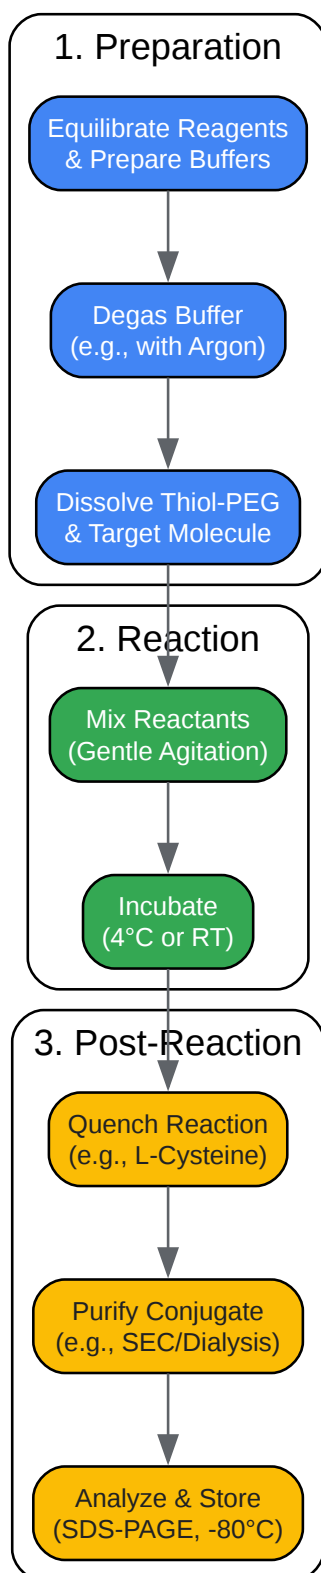 1. Preparation
Equilibrate Reagents
& Prepare Buffers
Degas Buffer
(e.g., with Argon)
Dissolve Thiol-PEG
& Target Molecule
2. Reaction
Mix Reactants
(Gentle Agitation)
Incubate
(4°C or RT)
3. Post-Reaction
Quench Reaction
(e.g., L-Cysteine)
Purify Conjugate
(e.g., SEC/Dialysis)
Analyze & Store
(SDS-PAGE, -80°C)